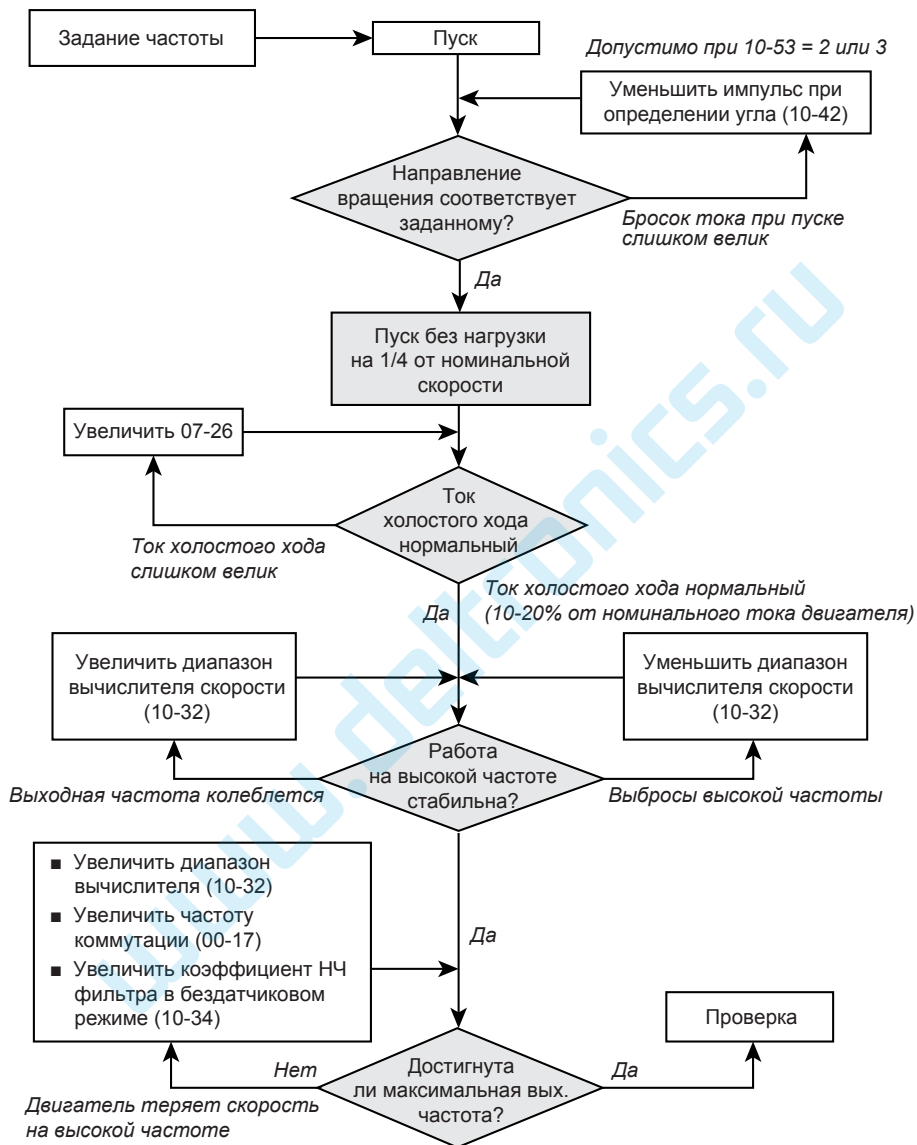 Задание частоты
Пуск
Допустимо при 10-53 = 2 или 3
Уменьшить импульс при
определении угла (10-42)
Направление
вращения соответствует
заданному?
Бросок тока при пуске
слишком велик
Да
Пуск без нагрузки
на 1/4 от номинальной
скорости
Увеличить 07-26
Ток
холостого хода
нормальный
Ток холостого хода
слишком велик
Ток холостого хода нормальный
(10-20% от номинального тока двигателя)
Да
Увеличить диапазон
вычислителя скорости
(10-32)
Уменьшить диапазон
вычислителя скорости
(10-32)
Работа
на высокой частоте
стабильна?
Выходная частота колеблется
Выбросы высокой частоты
■ Увеличить диапазон
вычислителя (10-32)
■ Увеличить частоту
коммутации (00-17)
■ Увеличить коэффициент НЧ
фильтра в бездатчиковом
режиме (10-34)
Да
Проверка
Достигнута
ли максимальная вых.
частота?
Нет
Да
Двигатель теряет скорость
на высокой частоте
www.deltronics.ru